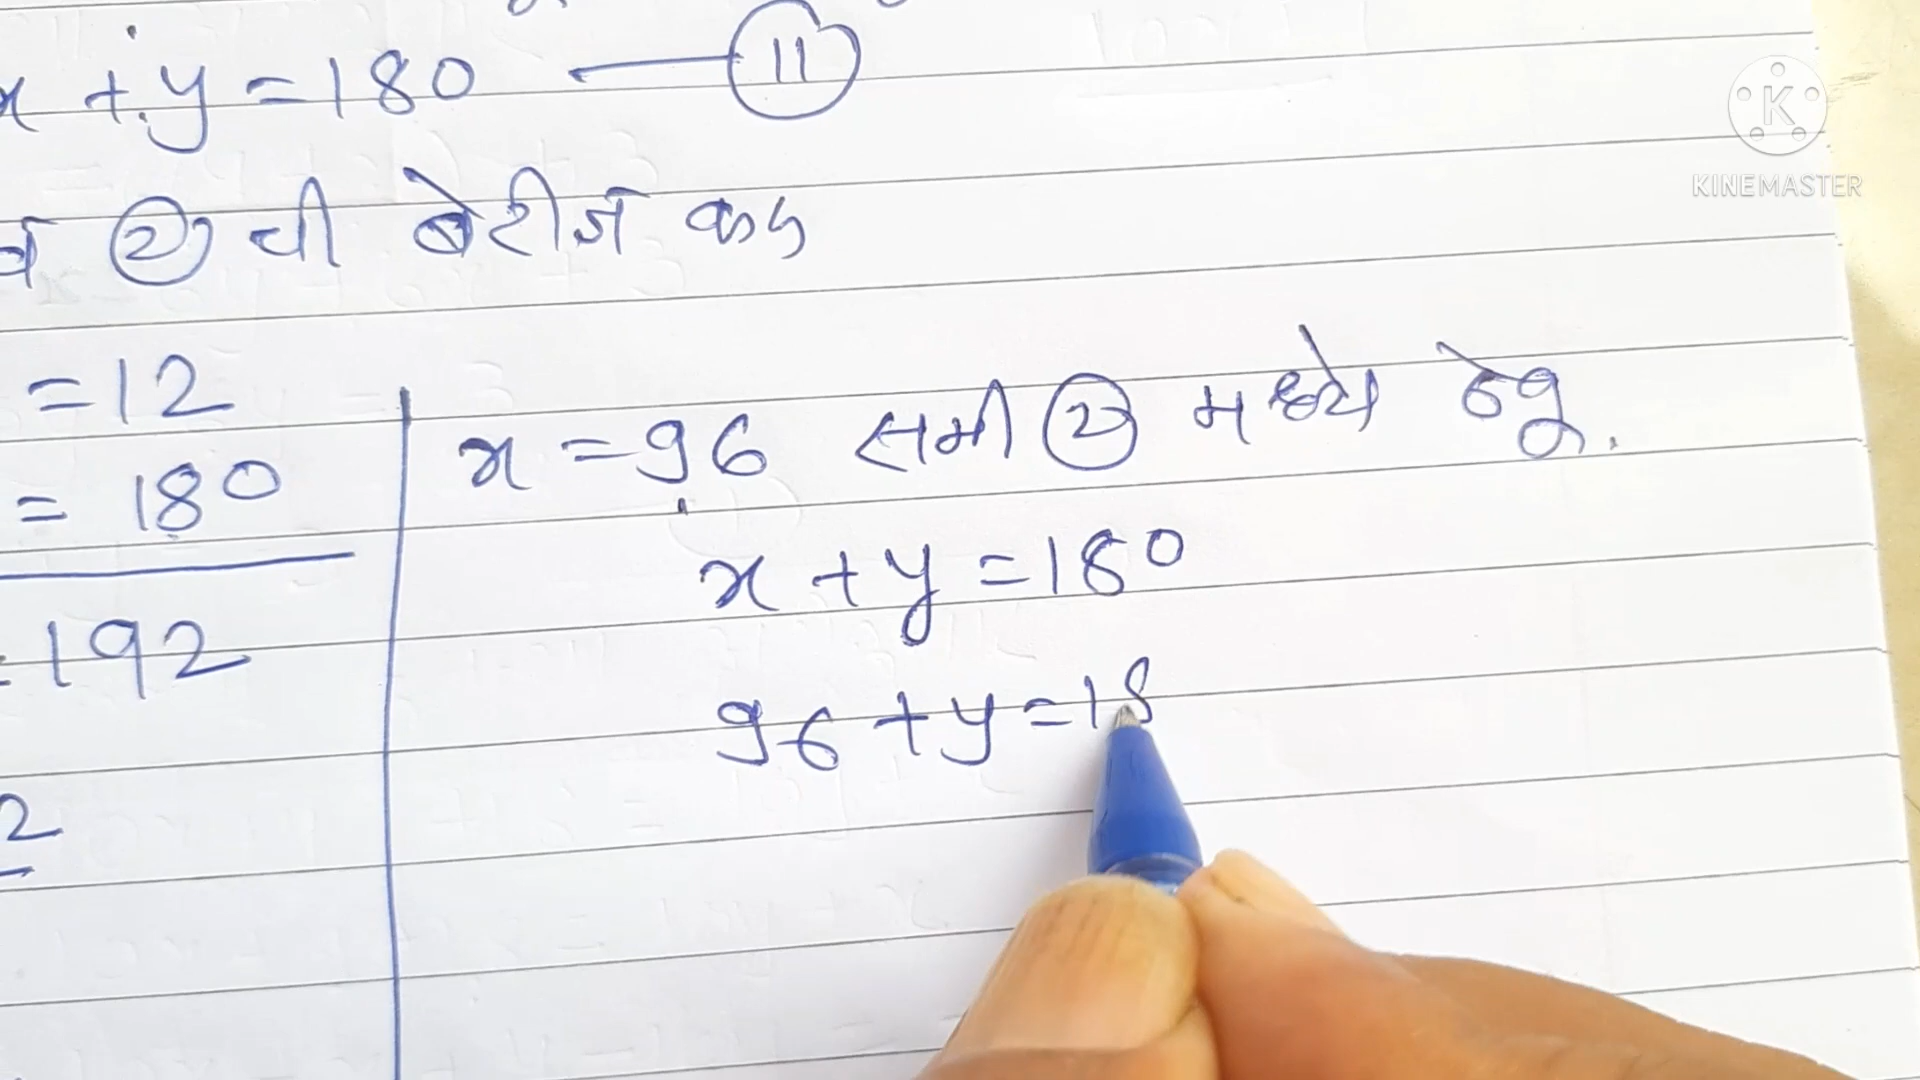 x + y = 180 — 11
व 2 ची बेरीज करू
= 12
= 180
192
2
x = 96 समी 2 मध्ये ठेवू.
x + y = 180
96 + y = 18
KINEMASTER